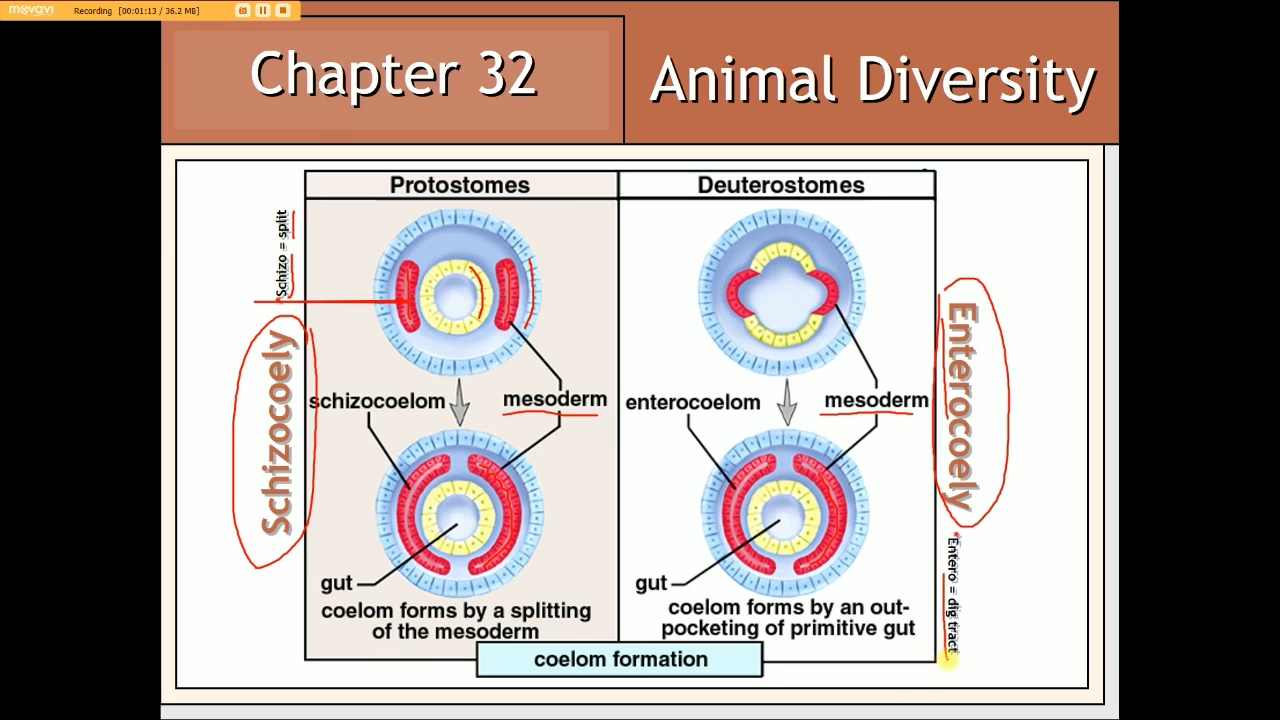 movavi
Recording [00:01:13 / 36.2 MB]
Chapter 32
Animal Diversity
Protostomes
Deuterostomes
*Schizo = split
Schizocoely
schizocoelom
mesoderm
enterocoelom
mesoderm
Enterocoely
*Entero = dig tract
gut
coelom forms by a splitting
of the mesoderm
gut
coelom forms by an out-
pocketing of primitive gut
coelom formation